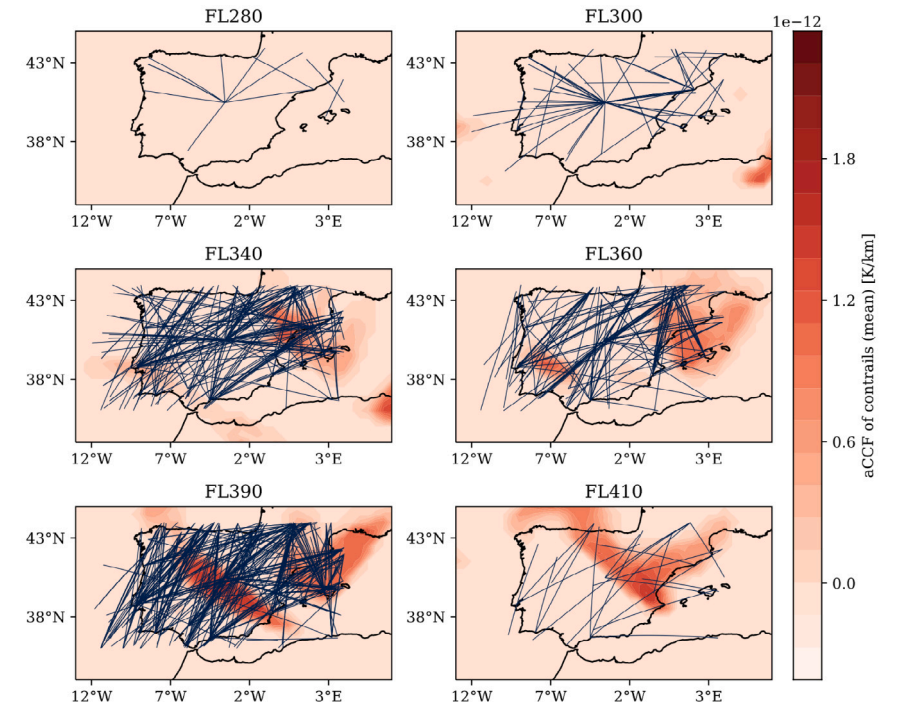 FL280
FL300
1e−12
43°N
38°N
12°W 7°W 2°W 3°E
43°N
38°N
12°W 7°W 2°W 3°E
FL340
FL360
43°N
38°N
12°W 7°W 2°W 3°E
43°N
38°N
12°W 7°W 2°W 3°E
FL390
FL410
43°N
38°N
12°W 7°W 2°W 3°E
43°N
38°N
12°W 7°W 2°W 3°E
1.8
1.2
0.6
0.0
aCCF of contrails (mean) [K/km]